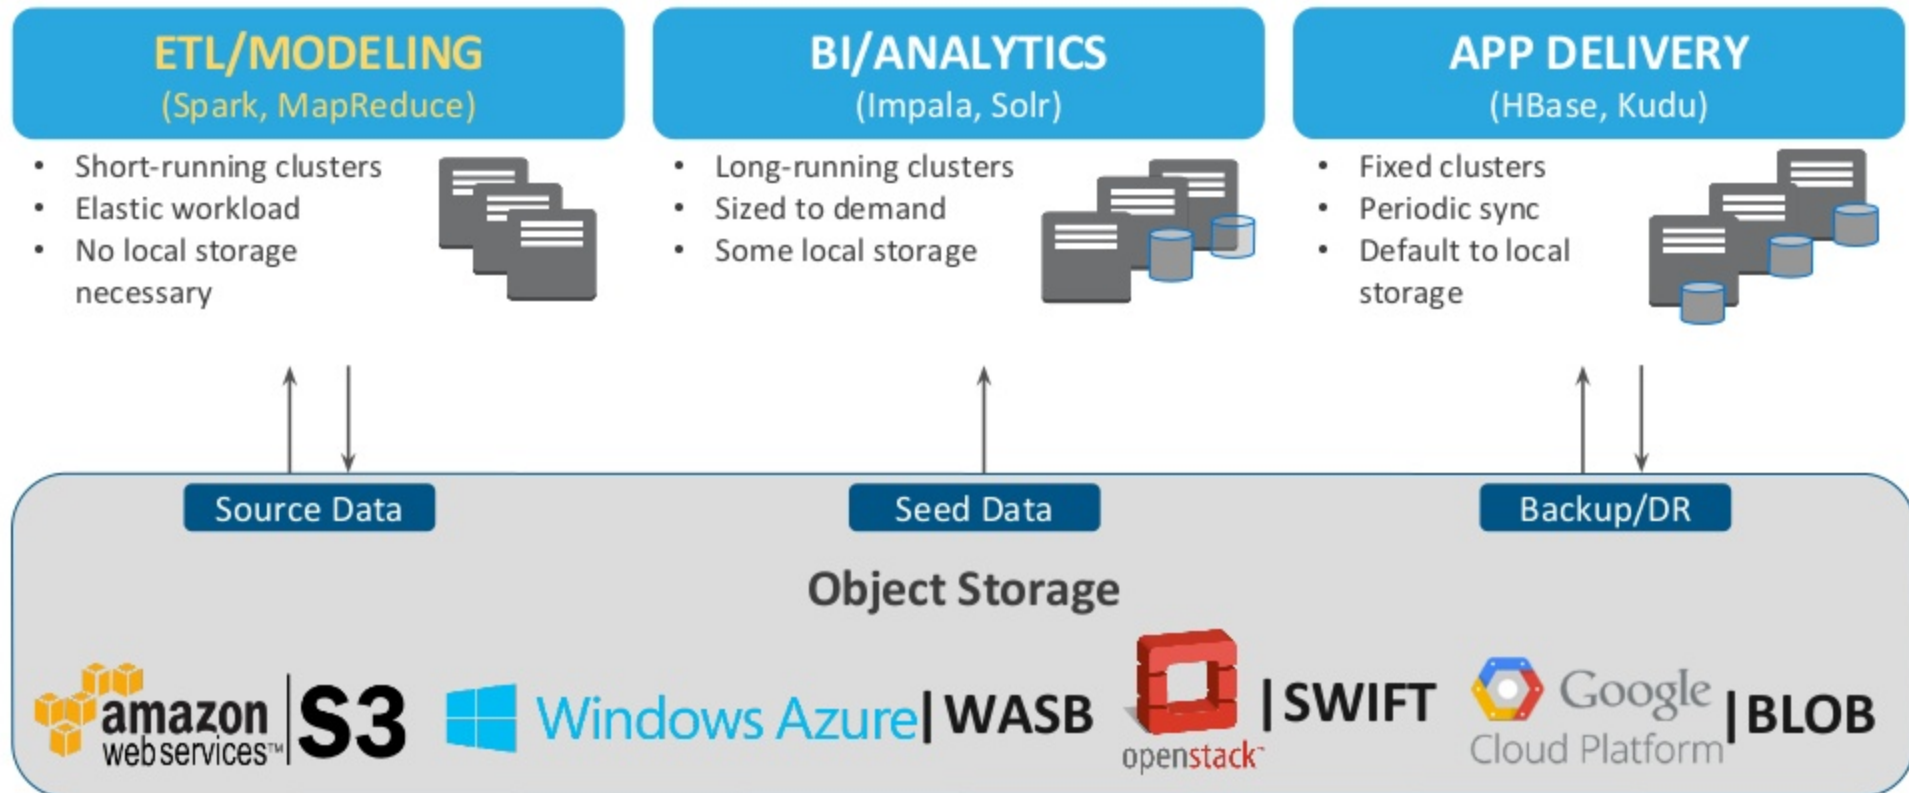 ETL/MODELING
(Spark, MapReduce)
• Short-running clusters
• Elastic workload
• No local storage
necessary
BI/ANALYTICS
(Impala, Solr)
• Long-running clusters
• Sized to demand
• Some local storage
APP DELIVERY
(HBase, Kudu)
• Fixed clusters
• Periodic sync
• Default to local
storage
Source Data
Seed Data
Backup/DR
Object Storage
amazon
webservices™
|S3
Windows Azure|WASB
openstack™
|SWIFT
Google
Cloud Platform
|BLOB